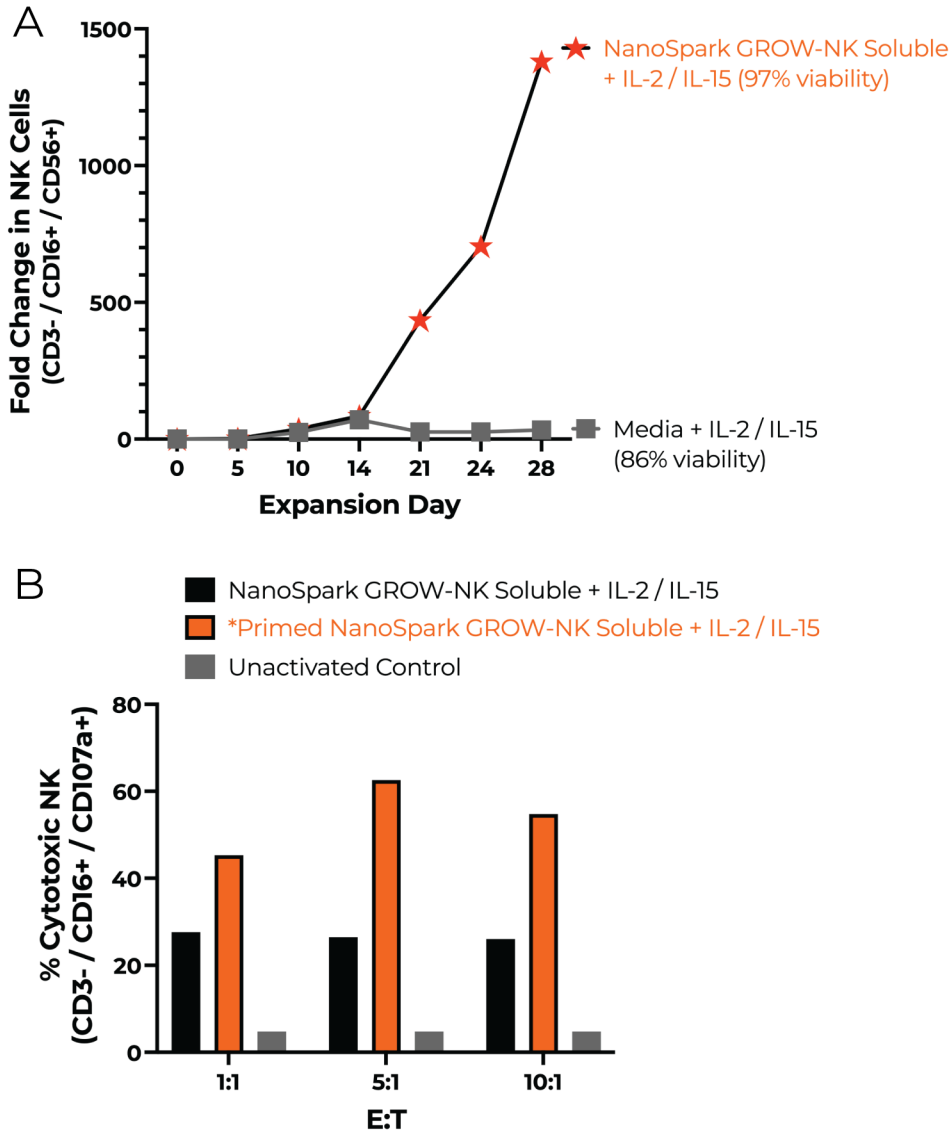 A
1500
1000
500
0
Fold Change in NK Cells
(CD3- / CD16+ / CD56+)
NanoSpark GROW-NK Soluble
+ IL-2 / IL-15 (97% viability)
Media + IL-2 / IL-15
(86% viability)
0 5 10 14 21 24 28
Expansion Day
B
NanoSpark GROW-NK Soluble + IL-2 / IL-15
*Primed NanoSpark GROW-NK Soluble + IL-2 / IL-15
Unactivated Control
80
60
40
20
0
% Cytotoxic NK
(CD3- / CD16+ / CD107a+)
1:1 5:1 10:1
E:T